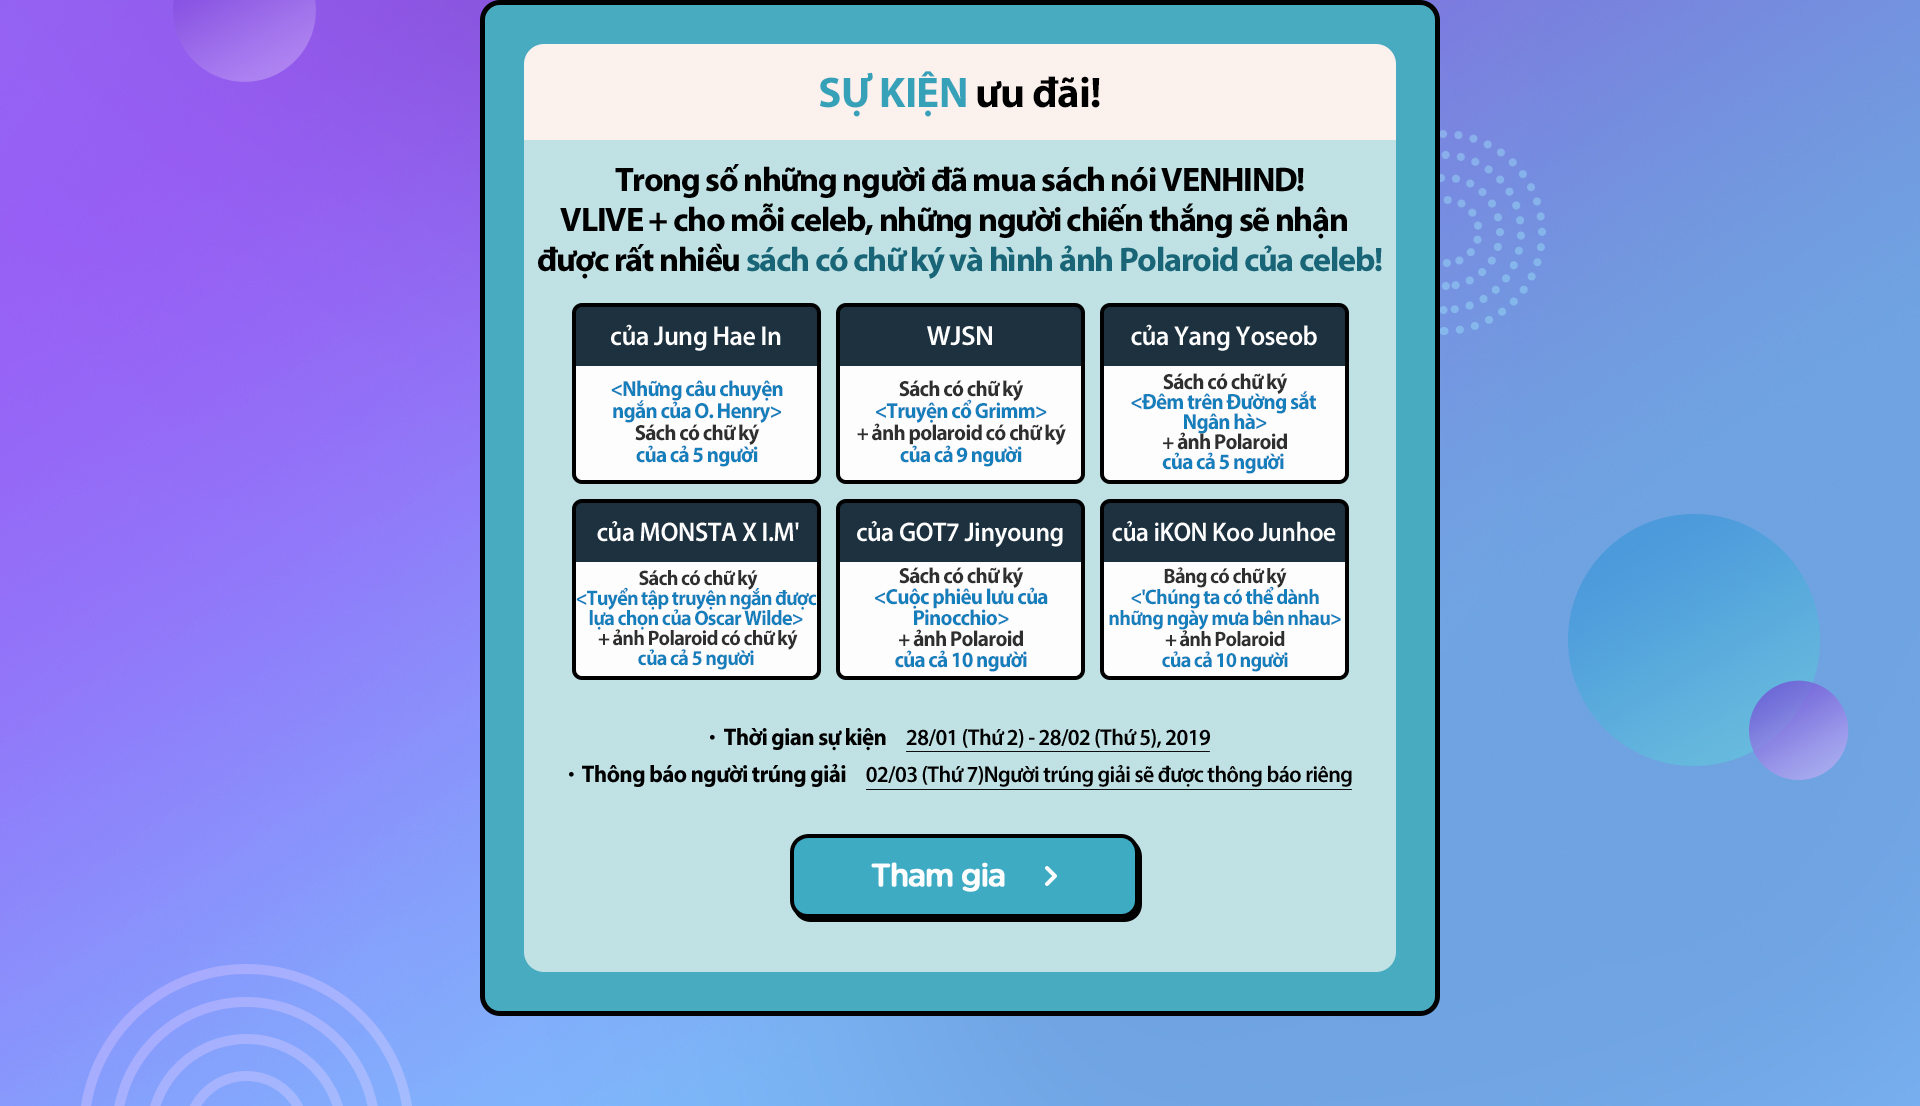 SỰ KIỆN ưu đãi!
Trong số những người đã mua sách nói VENHIND!
VLIVE + cho mỗi celeb, những người chiến thắng sẽ nhận
được rất nhiều sách có chữ ký và hình ảnh Polaroid của celeb!
của Jung Hae In
<Những câu chuyện
ngắn của O. Henry>
Sách có chữ ký
của cả 5 người
WJSN
Sách có chữ ký
<Truyện cổ Grimm>
+ ảnh polaroid có chữ ký
của cả 9 người
của Yang Yoseob
Sách có chữ ký
<Đêm trên Đường sắt
Ngân hà>
+ ảnh Polaroid
của cả 5 người
của MONSTA X I.M'
Sách có chữ ký
<Tuyển tập truyện ngắn được
lựa chọn của Oscar Wilde>
+ ảnh Polaroid có chữ ký
của cả 5 người
của GOT7 Jinyoung
Sách có chữ ký
<Cuộc phiêu lưu của
Pinocchio>
+ ảnh Polaroid
của cả 10 người
của iKON Koo Junhoe
Bảng có chữ ký
<'Chúng ta có thể dành
những ngày mưa bên nhau>
+ ảnh Polaroid
của cả 10 người
• Thời gian sự kiện 28/01 (Thứ 2) - 28/02 (Thứ 5), 2019
• Thông báo người trúng giải 02/03 (Thứ 7)Người trúng giải sẽ được thông báo riêng
Tham gia >